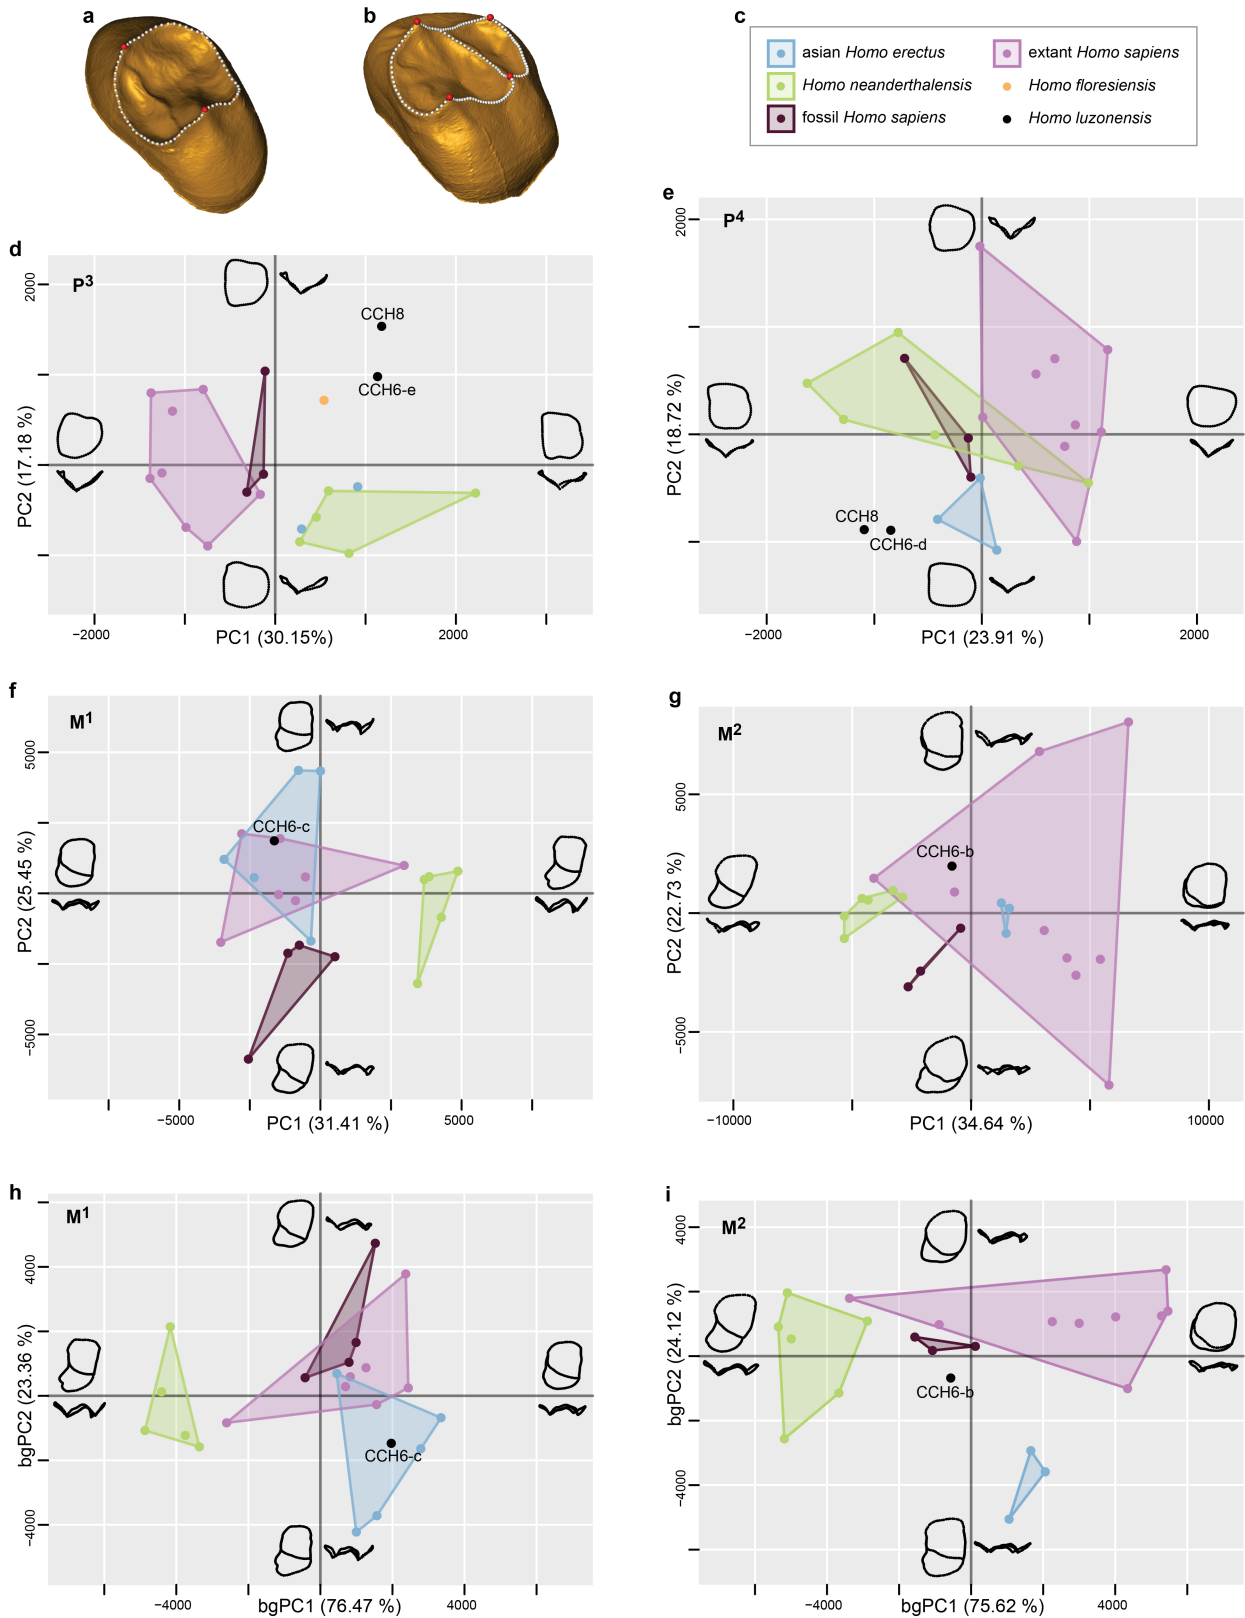 a
b
c
asian Homo erectus
extant Homo sapiens
Homo neanderthalensis
Homo floresiensis
fossil Homo sapiens
Homo luzonensis
d
P3
2000
CCH8
CCH6-e
PC2 (17.18 %)
−2000
2000
PC1 (30.15%)
e
P4
2000
PC2 (18.72 %)
CCH8
CCH6-d
−2000
2000
PC1 (23.91 %)
f
M1
5000
CCH6-c
PC2 (25.45 %)
−5000
−5000
5000
PC1 (31.41 %)
g
M2
5000
CCH6-b
PC2 (22.73 %)
−5000
−10000
10000
PC1 (34.64 %)
h
M1
4000
bgPC2 (23.36 %)
CCH6-c
−4000
−4000
4000
bgPC1 (76.47 %)
i
M2
4000
bgPC2 (24.12 %)
CCH6-b
−4000
−4000
4000
bgPC1 (75.62 %)